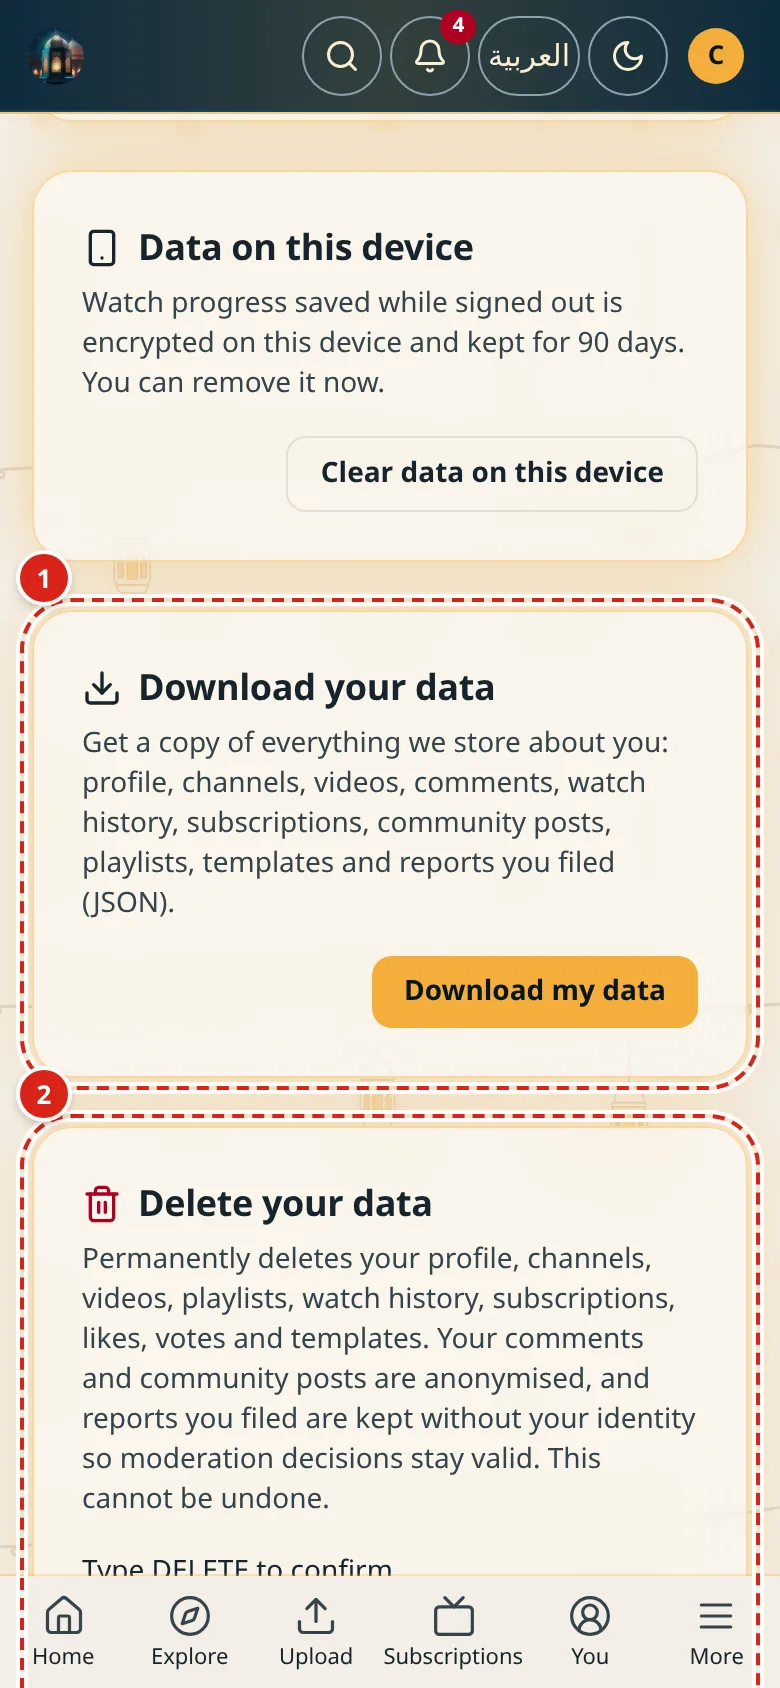 4
العربية
C
Data on this device
Watch progress saved while signed out is
encrypted on this device and kept for 90 days.
You can remove it now.
Clear data on this device
1
Download your data
Get a copy of everything we store about you:
profile, channels, videos, comments, watch
history, subscriptions, community posts,
playlists, templates and reports you filed
(JSON).
Download my data
2
Delete your data
Permanently deletes your profile, channels,
videos, playlists, watch history, subscriptions,
likes, votes and templates. Your comments
and community posts are anonymised, and
reports you filed are kept without your identity
so moderation decisions stay valid. This
cannot be undone.
Type DELETE to confirm
Home
Explore
Upload
Subscriptions
You
More